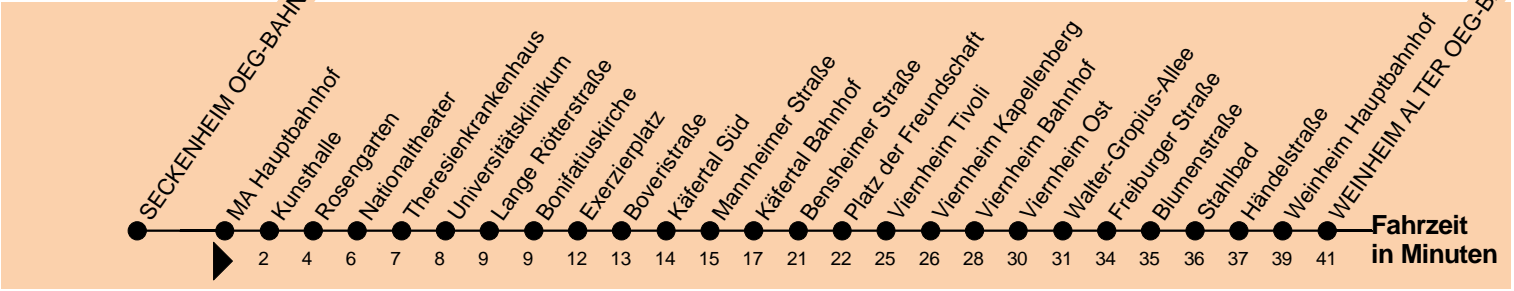 SECKENHEIM OEG-BAHN
MA Hauptbahnhof
Kunsthalle
Rosengarten
Nationaltheater
Theresienkrankenhaus
Universitätsklinikum
Lange Rötterstraße
Bonifatiuskirche
Exerzierplatz
Boveristraße
Käfertal Süd
Mannheimer Straße
Käfertal Bahnhof
Bensheimer Straße
Platz der Freundschaft
Viernheim Tivoli
Viernheim Kapellenberg
Viernheim Bahnhof
Viernheim Ost
Walter-Gropius-Allee
Freiburger Straße
Blumenstraße
Stahlbad
Händelstraße
Weinheim Hauptbahnhof
WEINHEIM ALTER OEG-B
Fahrzeit
in Minuten
2 4 6 7 8 9 9 12 13 14 15 17 21 22 25 26 28 30 31 34 35 36 37 39 41